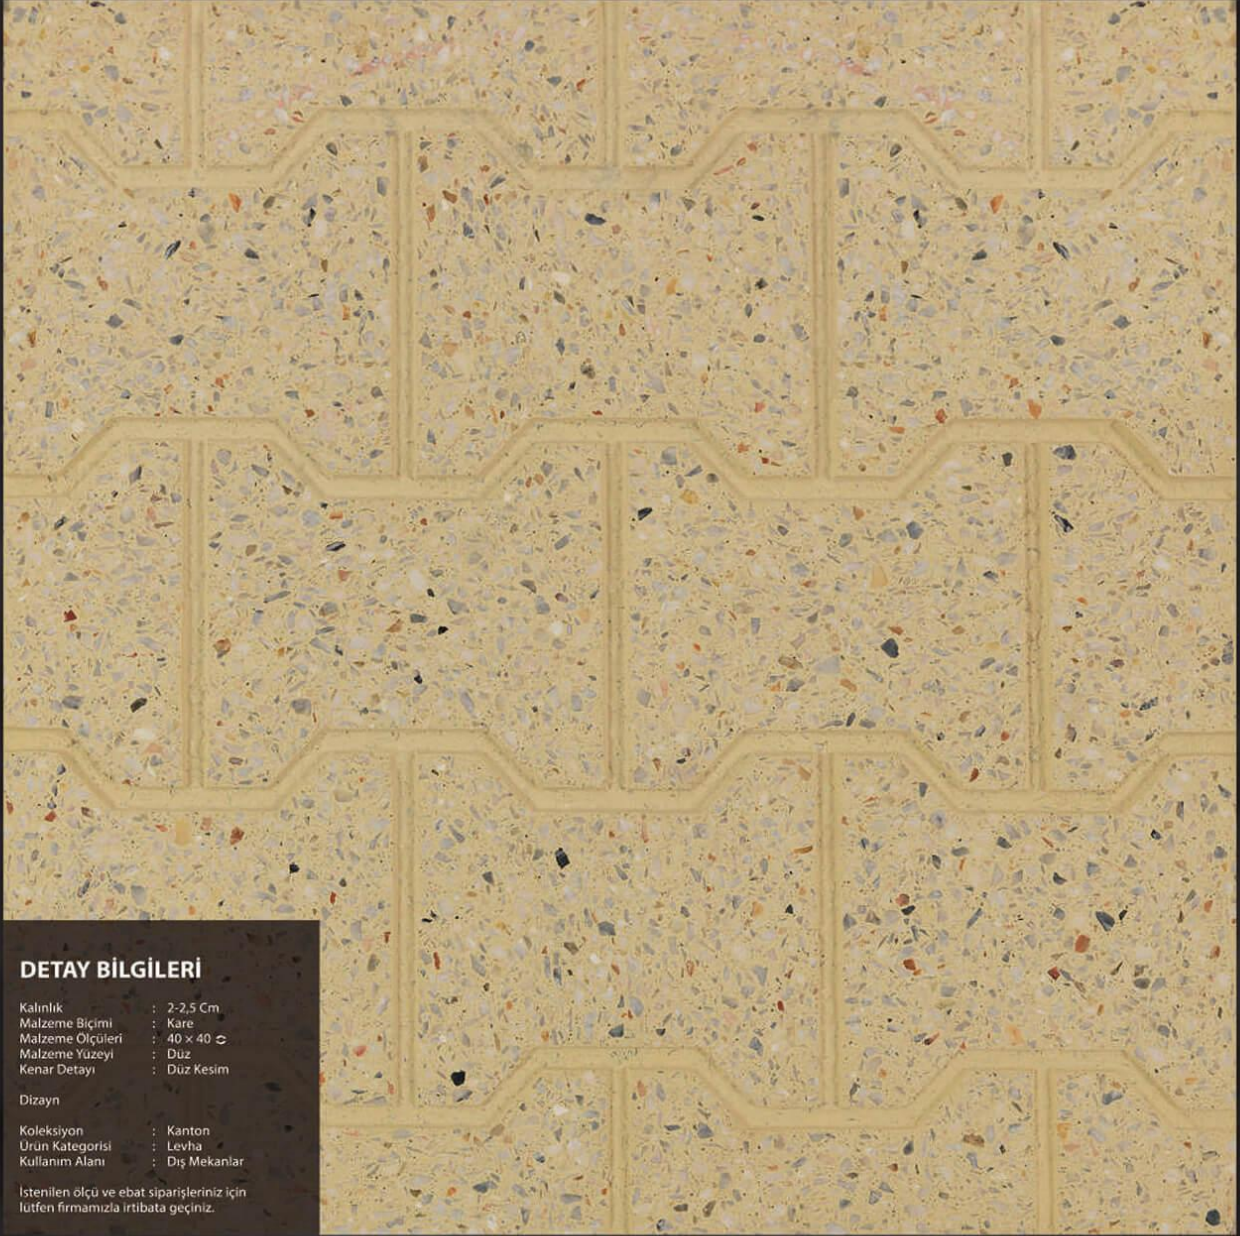 DETAY BİLGİLERİ
Kalınlık : 2-2,5 Cm
Malzeme Biçimi : Kare
Malzeme Ölçüleri : 40 × 40
Malzeme Yüzeyi : Düz
Kenar Detayı : Düz Kesim
Dizayn
Koleksiyon : Kanton
Ürün Kategorisi : Levha
Kullanım Alanı : Dış Mekanlar
İstenilen ölçü ve ebat siparişleriniz için
lütfen firmamızla irtibata geçiniz.